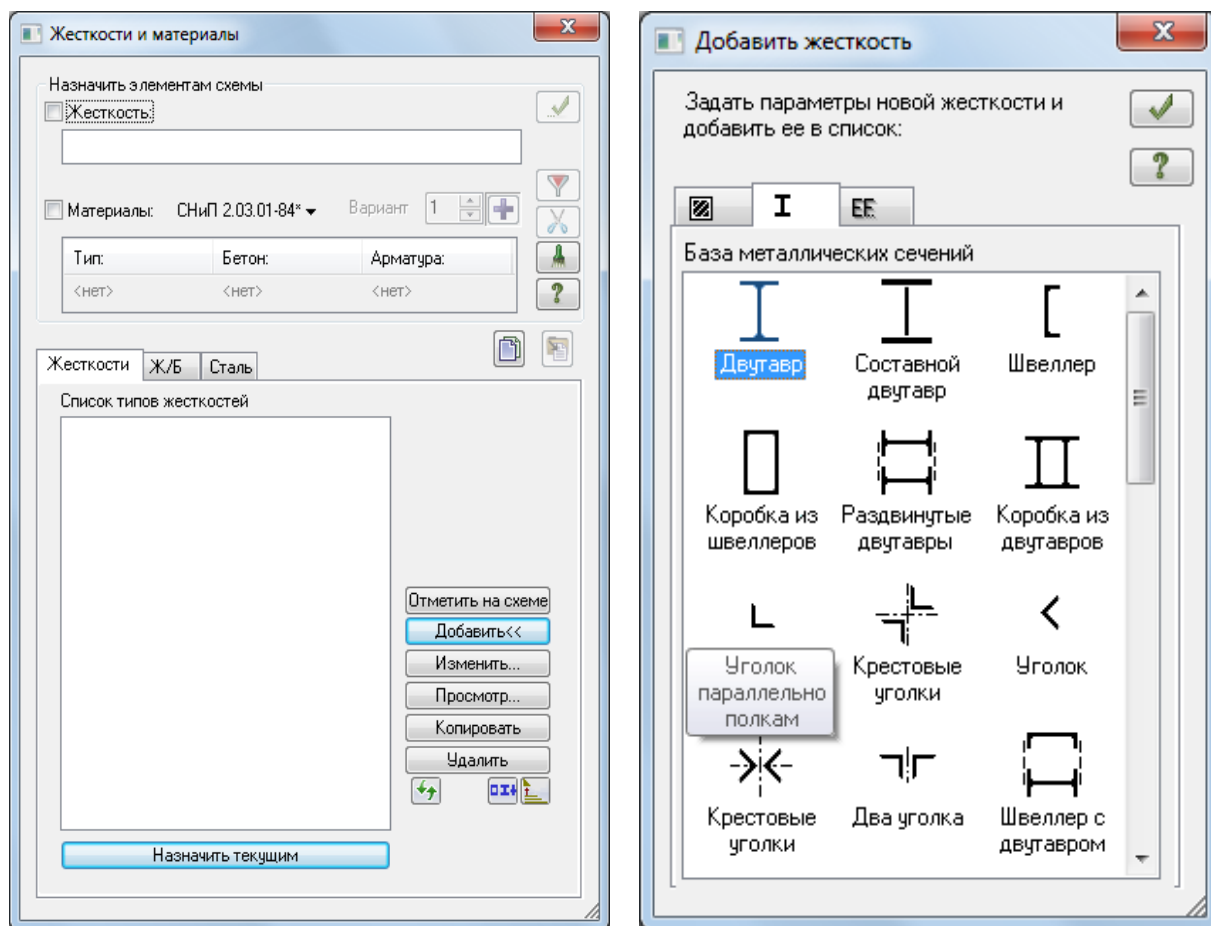 Жесткости и материалы
Назначить элементам схемы
Жесткость:
Материалы: СНиП 2.03.01-84* Вариант 1
Тип: Бетон: Арматура:
<нет> <нет> <нет>
Жесткости Ж/Б Сталь
Список типов жесткостей
Отметить на схеме
Добавить<<
Изменить...
Просмотр...
Копировать
Удалить
Назначить текущим
Добавить жесткость
Задать параметры новой жесткости и
добавить ее в список:
I EF
База металлических сечений
Двутавр Составной Швеллер
двутавр
Коробка из Раздвинутые Коробка из
швеллеров двутавры двутавров
Уголок Крестовые Уголок
параллельно уголки
полкам
Крестовые Два уголка Швеллер с
уголки двутавром